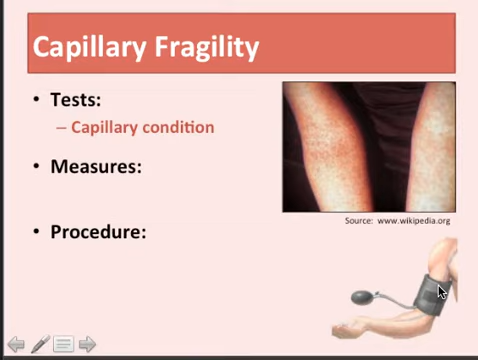 Capillary Fragility
• Tests:
– Capillary condition
• Measures:
• Procedure:
Source: www.wikipedia.org